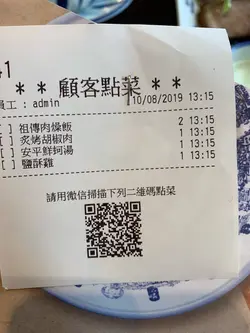 41
* * 顧客點菜 * *
員工 : admin 10/08/2019 13:15
[ ] 祖傳肉燥飯 2 13:15
[ ] 炙烤胡椒肉 1 13:15
[ ] 安平鮮蚵湯 1 13:15
[ ] 鹽酥雞 1 13:15
請用微信掃描下列二維碼點菜